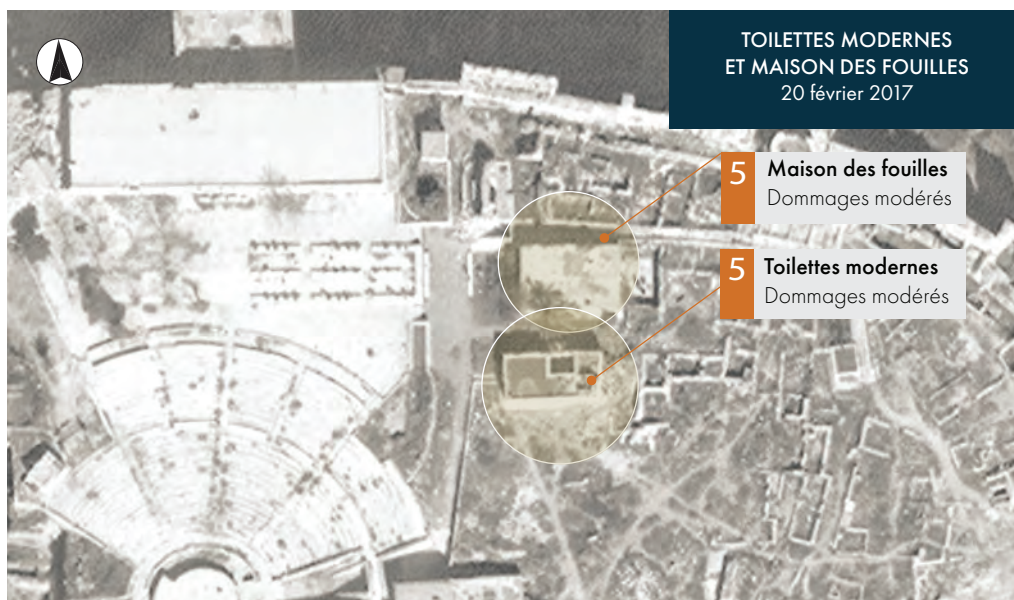 TOILETTES MODERNES
ET MAISON DES FOUILLES
20 février 2017
5
Maison des fouilles
Dommages modérés
5
Toilettes modernes
Dommages modérés